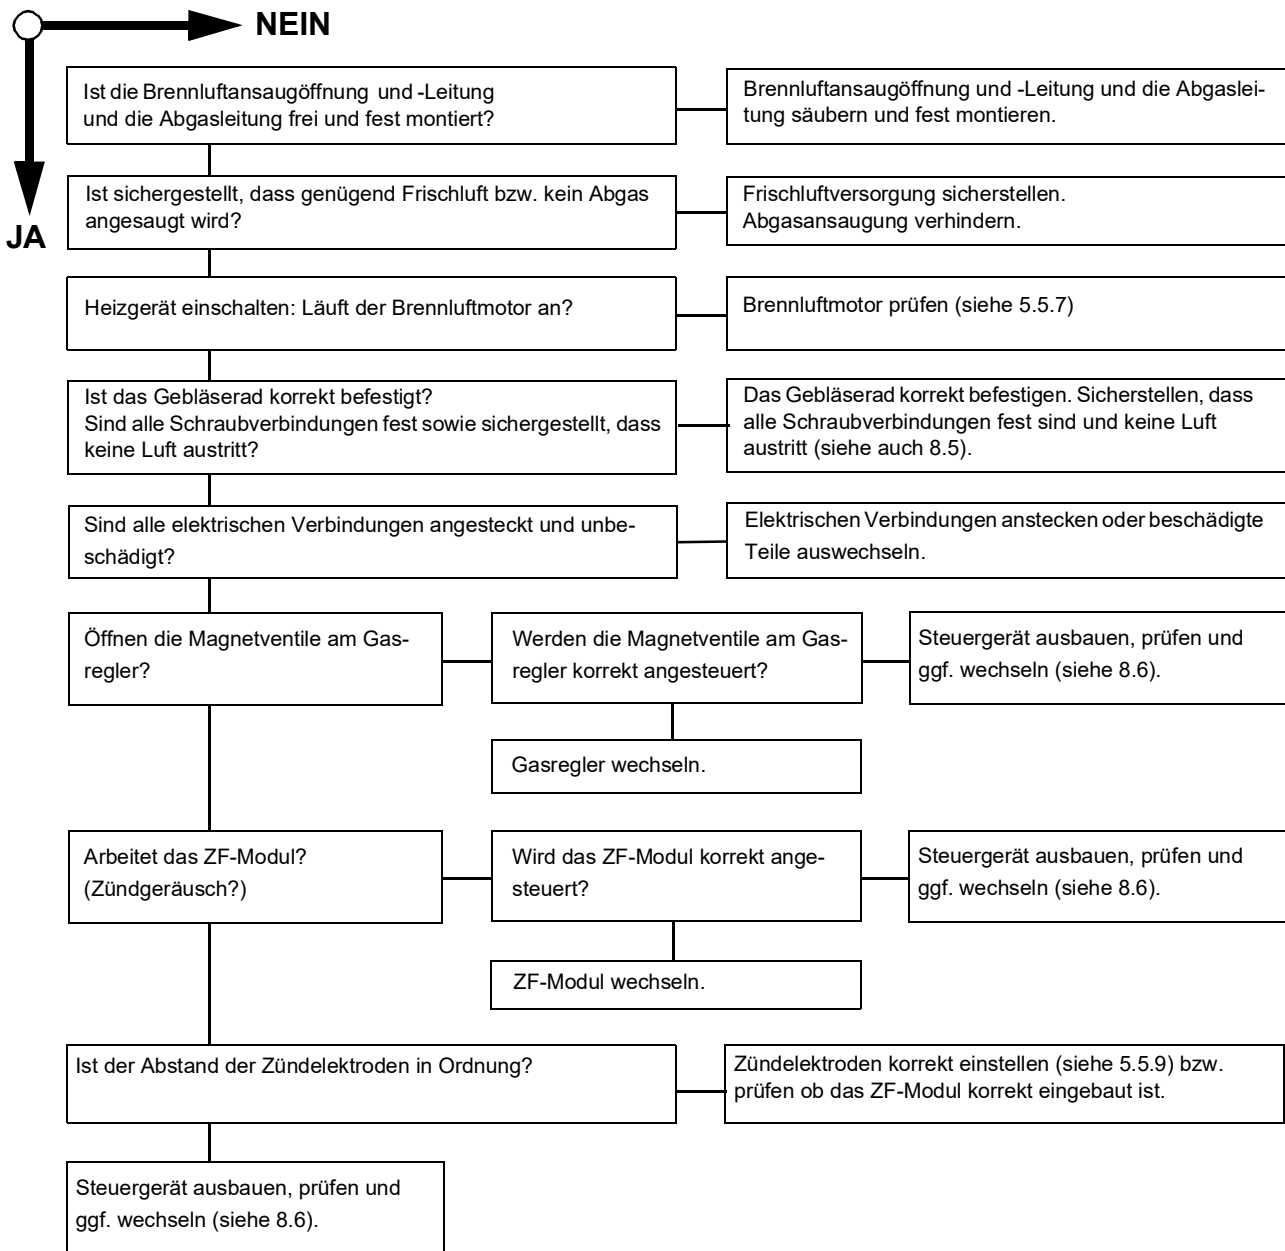 NEIN
JA
Ist die Brennluftansaugöffnung und -Leitung
und die Abgasleitung frei und fest montiert?
Brennluftansaugöffnung und -Leitung und die Abgaslei-
tung säubern und fest montieren.
Ist sichergestellt, dass genügend Frischluft bzw. kein Abgas
angesaugt wird?
Frischluftversorgung sicherstellen.
Abgasansaugung verhindern.
Heizgerät einschalten: Läuft der Brennluftmotor an?
Brennluftmotor prüfen (siehe 5.5.7)
Ist das Gebläserad korrekt befestigt?
Sind alle Schraubverbindungen fest sowie sichergestellt, dass
keine Luft austritt?
Das Gebläserad korrekt befestigen. Sicherstellen, dass
alle Schraubverbindungen fest sind und keine Luft
austritt (siehe auch 8.5).
Sind alle elektrischen Verbindungen angesteckt und unbe-
schädigt?
Elektrischen Verbindungen anstecken oder beschädigte
Teile auswechseln.
Öffnen die Magnetventile am Gas-
regler?
Werden die Magnetventile am Gas-
regler korrekt angesteuert?
Steuergerät ausbauen, prüfen und
ggf. wechseln (siehe 8.6).
Gasregler wechseln.
Arbeitet das ZF-Modul?
(Zündgeräusch?)
Wird das ZF-Modul korrekt ange-
steuert?
Steuergerät ausbauen, prüfen und
ggf. wechseln (siehe 8.6).
ZF-Modul wechseln.
Ist der Abstand der Zündelektroden in Ordnung?
Zündelektroden korrekt einstellen (siehe 5.5.9) bzw.
prüfen ob das ZF-Modul korrekt eingebaut ist.
Steuergerät ausbauen, prüfen und
ggf. wechseln (siehe 8.6).